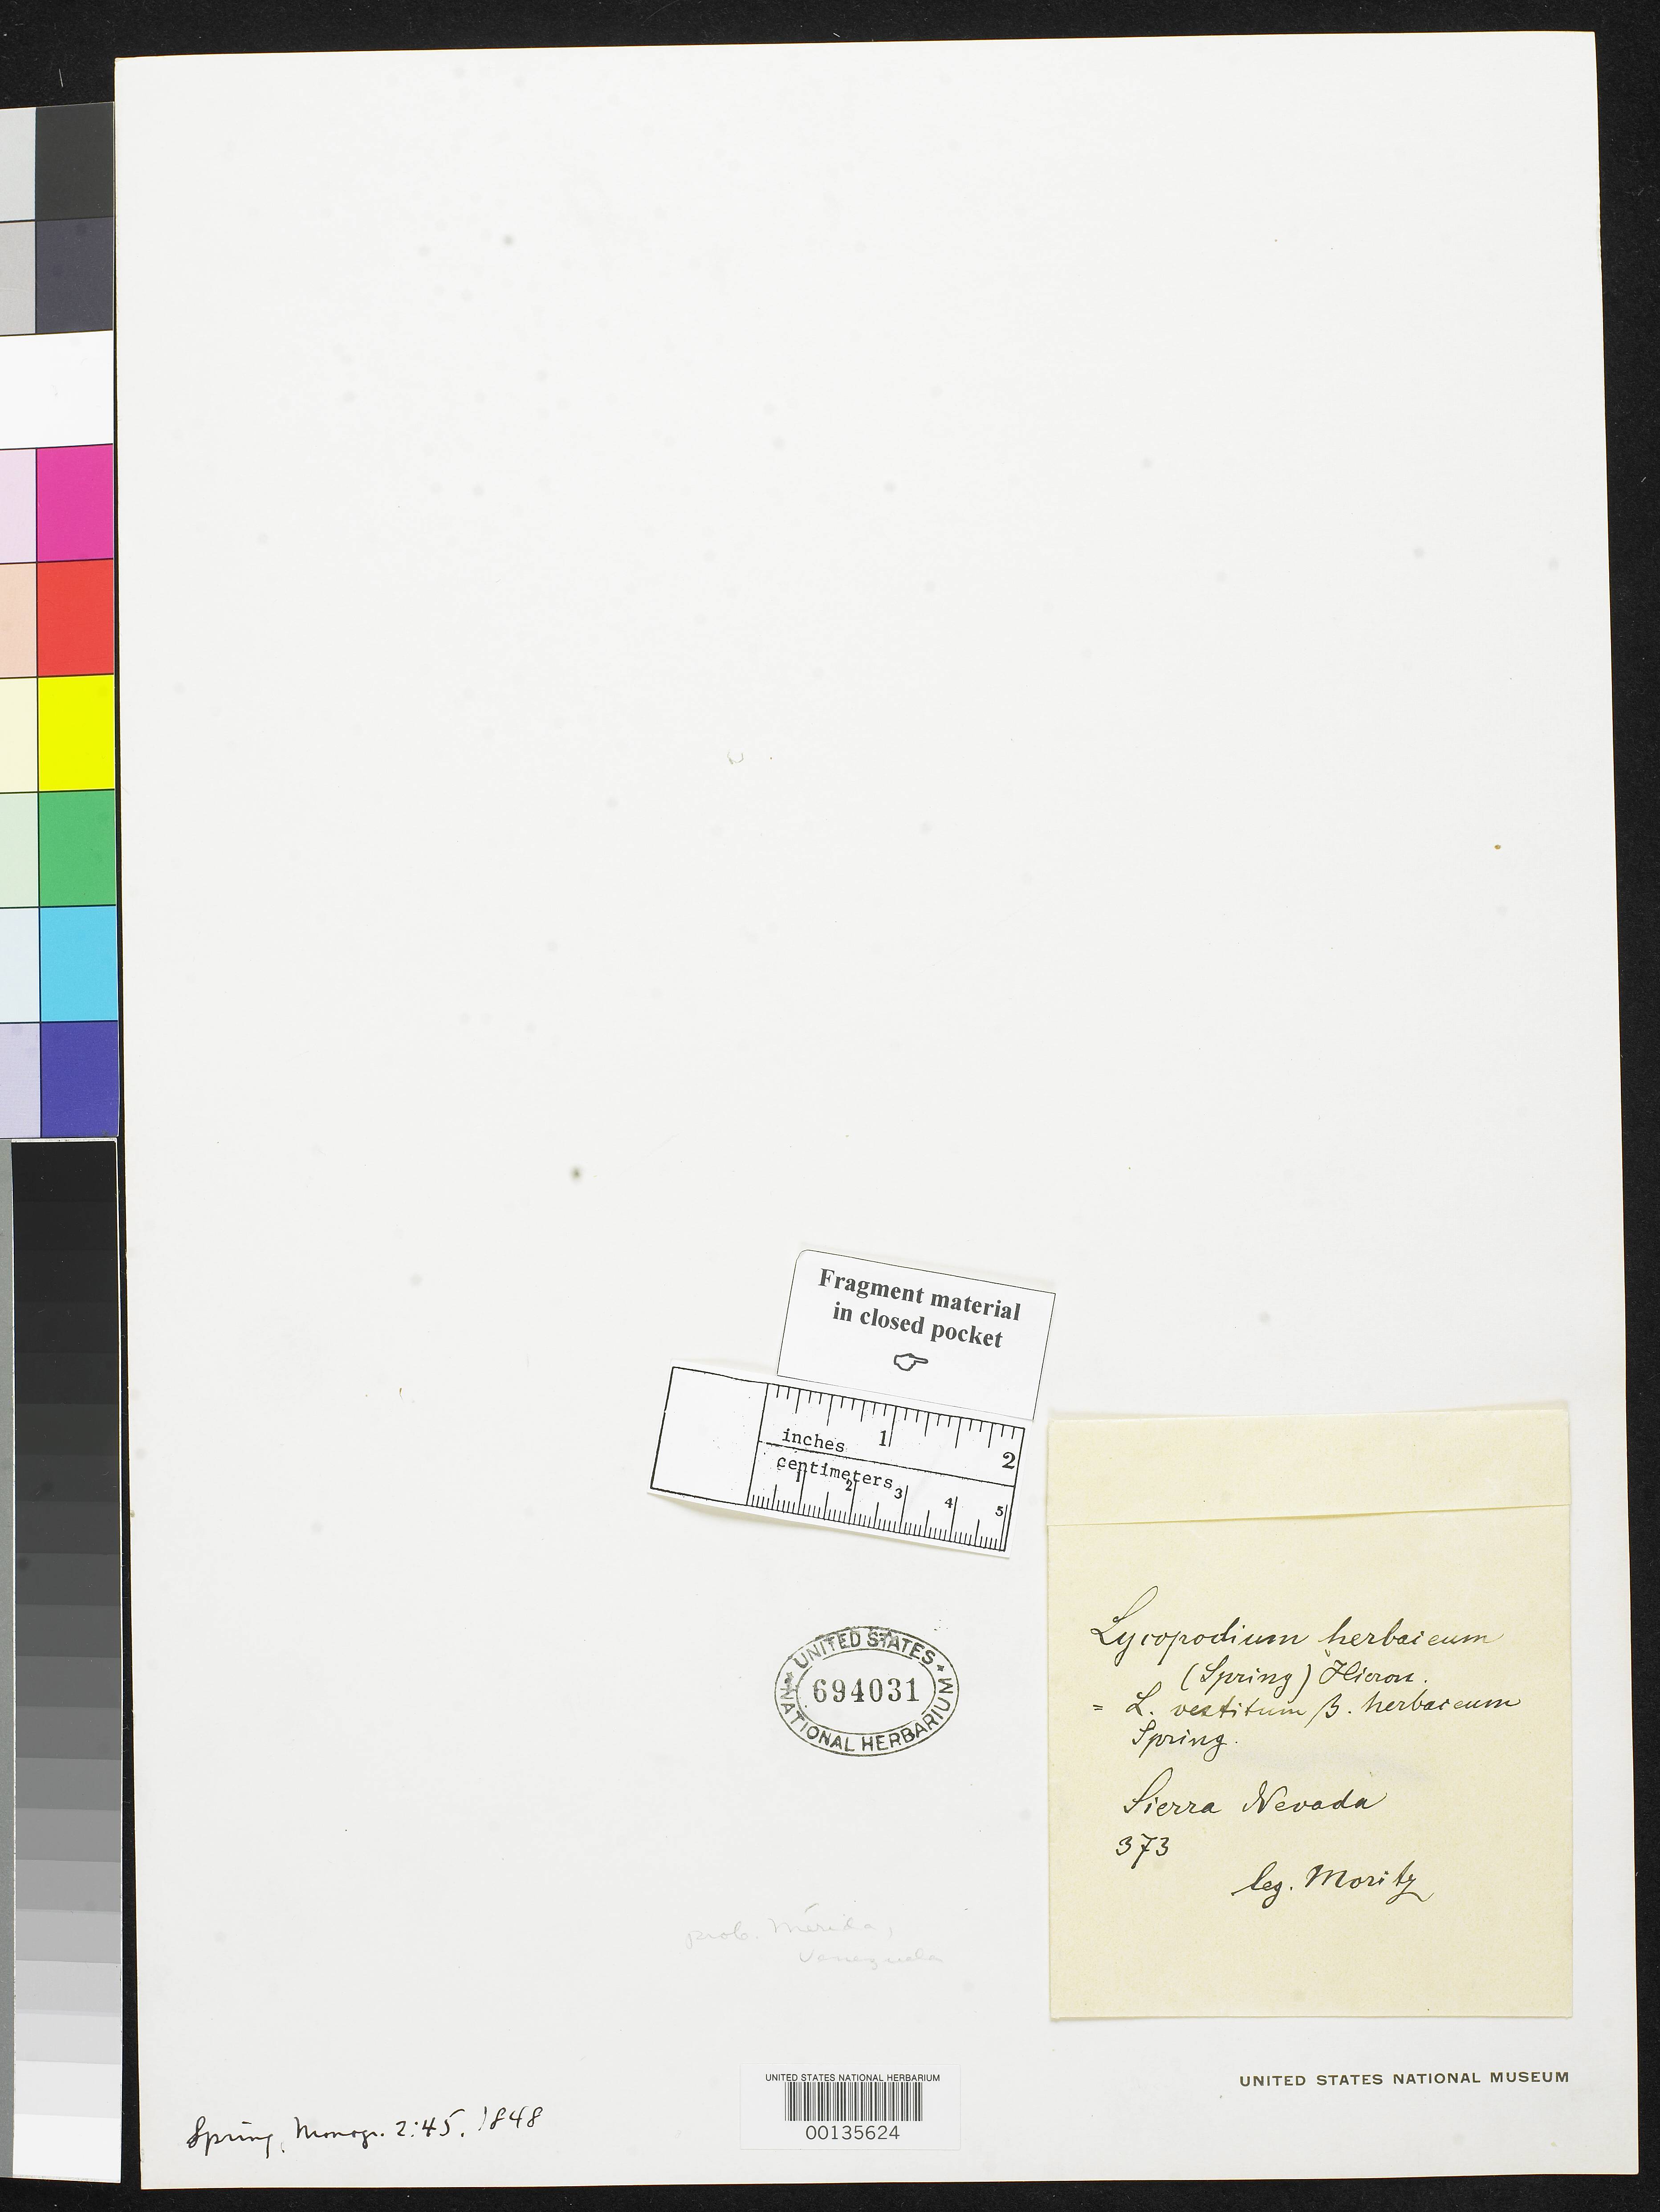 Fragment material
in closed pocket
inches 1 2
centimeters
1 2 3 4 5
UNITED STATES
694031
NATIONAL HERBARIUM
Lycopodium herbaceum
(Spring) Hieron.
= L. vestitum β. herbaceum
Spring.
Sierra Nevada
373
leg. Moritz
prob. Mérida,
Venezuela
UNITED STATES NATIONAL MUSEUM
UNITED STATES NATIONAL HERBARIUM
00135624
Spring, Monogr. 2:45. 1848